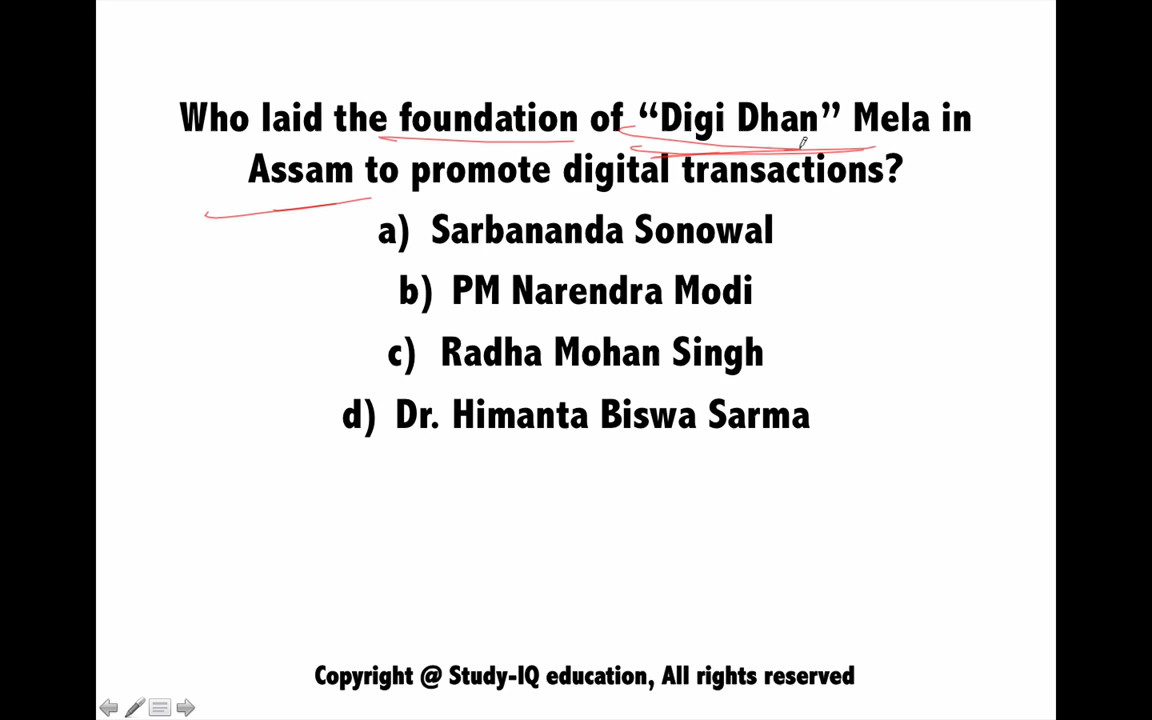 Who laid the foundation of “Digi Dhan” Mela in
Assam to promote digital transactions?
a) Sarbananda Sonowal
b) PM Narendra Modi
c) Radha Mohan Singh
d) Dr. Himanta Biswa Sarma
Copyright @ Study-IQ education, All rights reserved